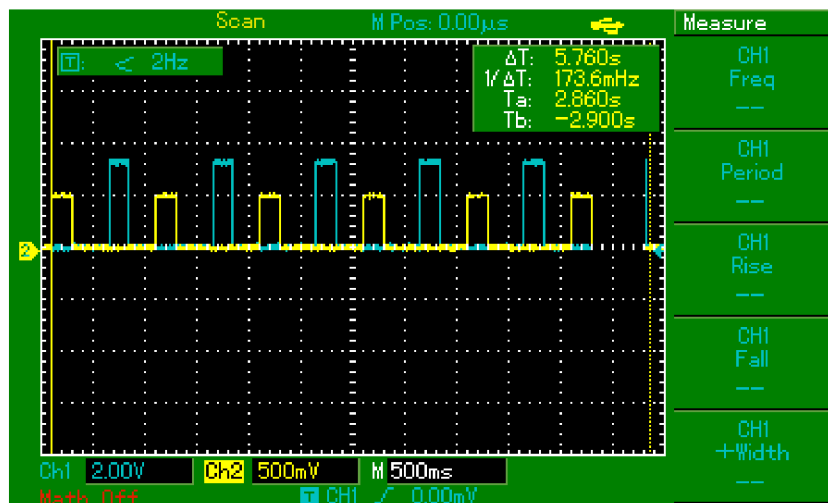 Scan M Pos: 0.00µs Measure
T: < 2Hz
ΔT: 5.760s
1/ΔT: 173.6mHz
Ta: 2.860s
Tb: -2.900s
CH1
Freq
--
CH1
Period
--
CH1
Rise
--
CH1
Fall
--
CH1
+Width
--
2
Ch1 2.00V Ch2 500mV M 500ms
Math Off T CH1 / 0.00mV